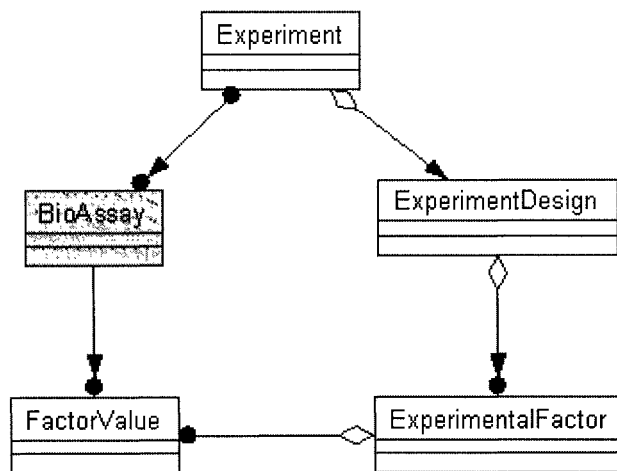 Experiment
BioAssay
ExperimentDesign
FactorValue
ExperimentalFactor